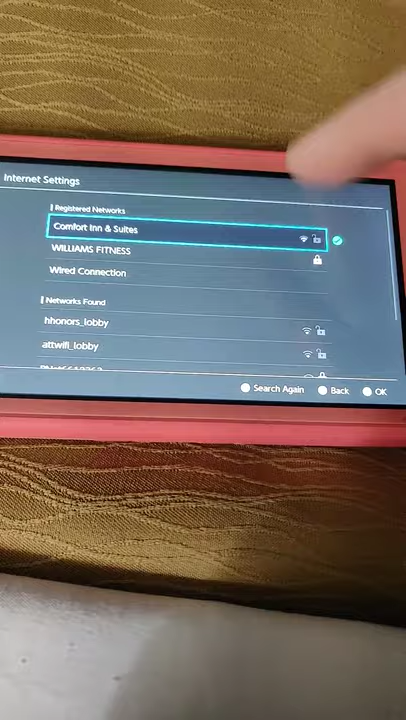 Internet Settings
Registered Networks
Comfort Inn & Suites
WILLIAMS FITNESS
Wired Connection
Networks Found
hhonors_lobby
attwifi_lobby
Search Again
Back
OK